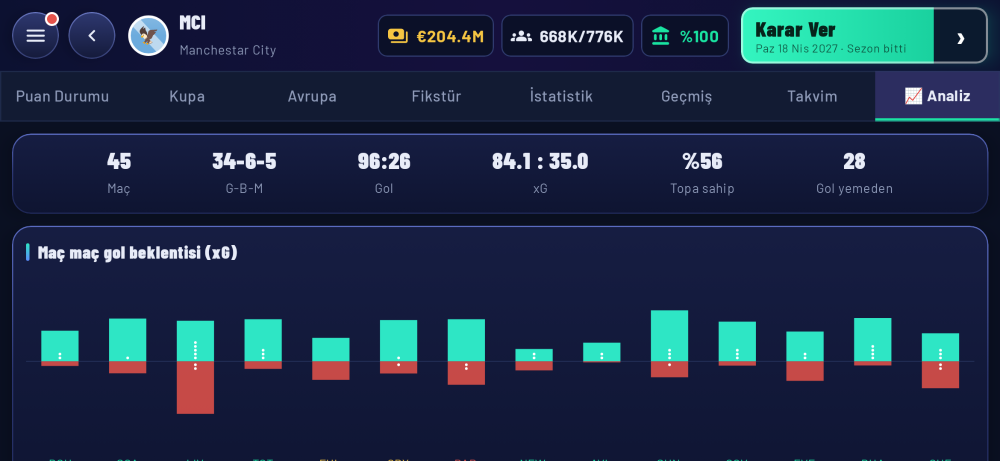 MCI
Manchestar City
€204.4M
668K/776K
%100
Karar Ver
Paz 18 Nis 2027 · Sezon bitti
Puan Durumu
Kupa
Avrupa
Fikstür
İstatistik
Geçmiş
Takvim
Analiz
45
34-6-5
96:26
84.1 : 35.0
%56
28
Maç
G-B-M
Gol
xG
Topa sahip
Gol yemeden
Maç maç gol beklentisi (xG)